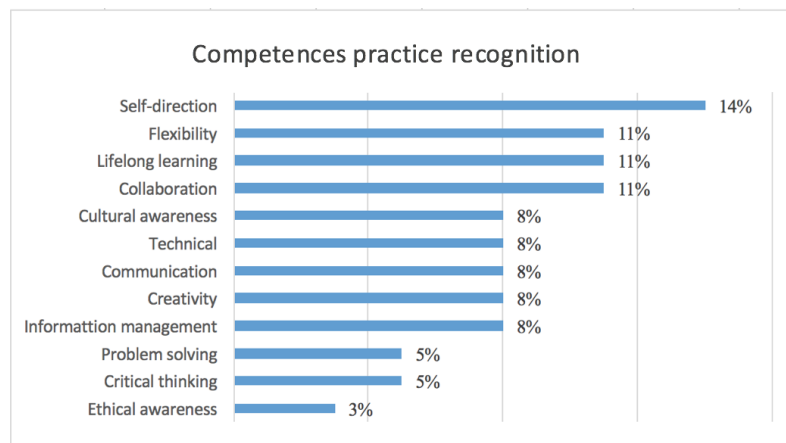 Competences practice recognition
Self-direction 14%
Flexibility 11%
Lifelong learning 11%
Collaboration 11%
Cultural awareness 8%
Technical 8%
Communication 8%
Creativity 8%
Informattion management 8%
Problem solving 5%
Critical thinking 5%
Ethical awareness 3%